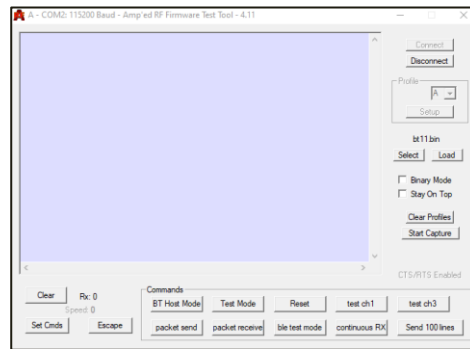 A - COM2: 115200 Baud - Amp'ed RF Firmware Test Tool - 4.11
Connect
Disconnect
Profile
A
Setup
bt11.bin
Select Load
Binary Mode
Stay On Top
Clear Profiles
Start Capture
CTS/RTS Enabled
Clear Rx: 0
Speed: 0
Set Cmds Escape
Commands
BT Host Mode Test Mode Reset test ch1 test ch3
packet send packet receive ble test mode continuous RX Send 100 lines